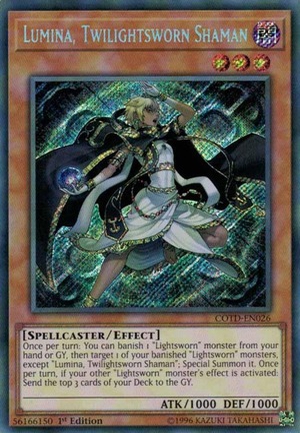 LUMINA, TWILIGHTSWORN SHAMAN
COTD-EN026
[SPELLCASTER/EFFECT]
Once per turn: You can banish 1 "Lightsworn" monster from
your hand or GY, then target 1 of your banished "Lightsworn" monsters,
except "Lumina, Twilightsworn Shaman"; Special Summon it. Once
per turn, if your other "Lightsworn" monster's effect is activated:
Send the top 3 cards of your Deck to the GY.
ATK/1000 DEF/1000
56166150 1st Edition ©1996 KAZUKI TAKAHASHI